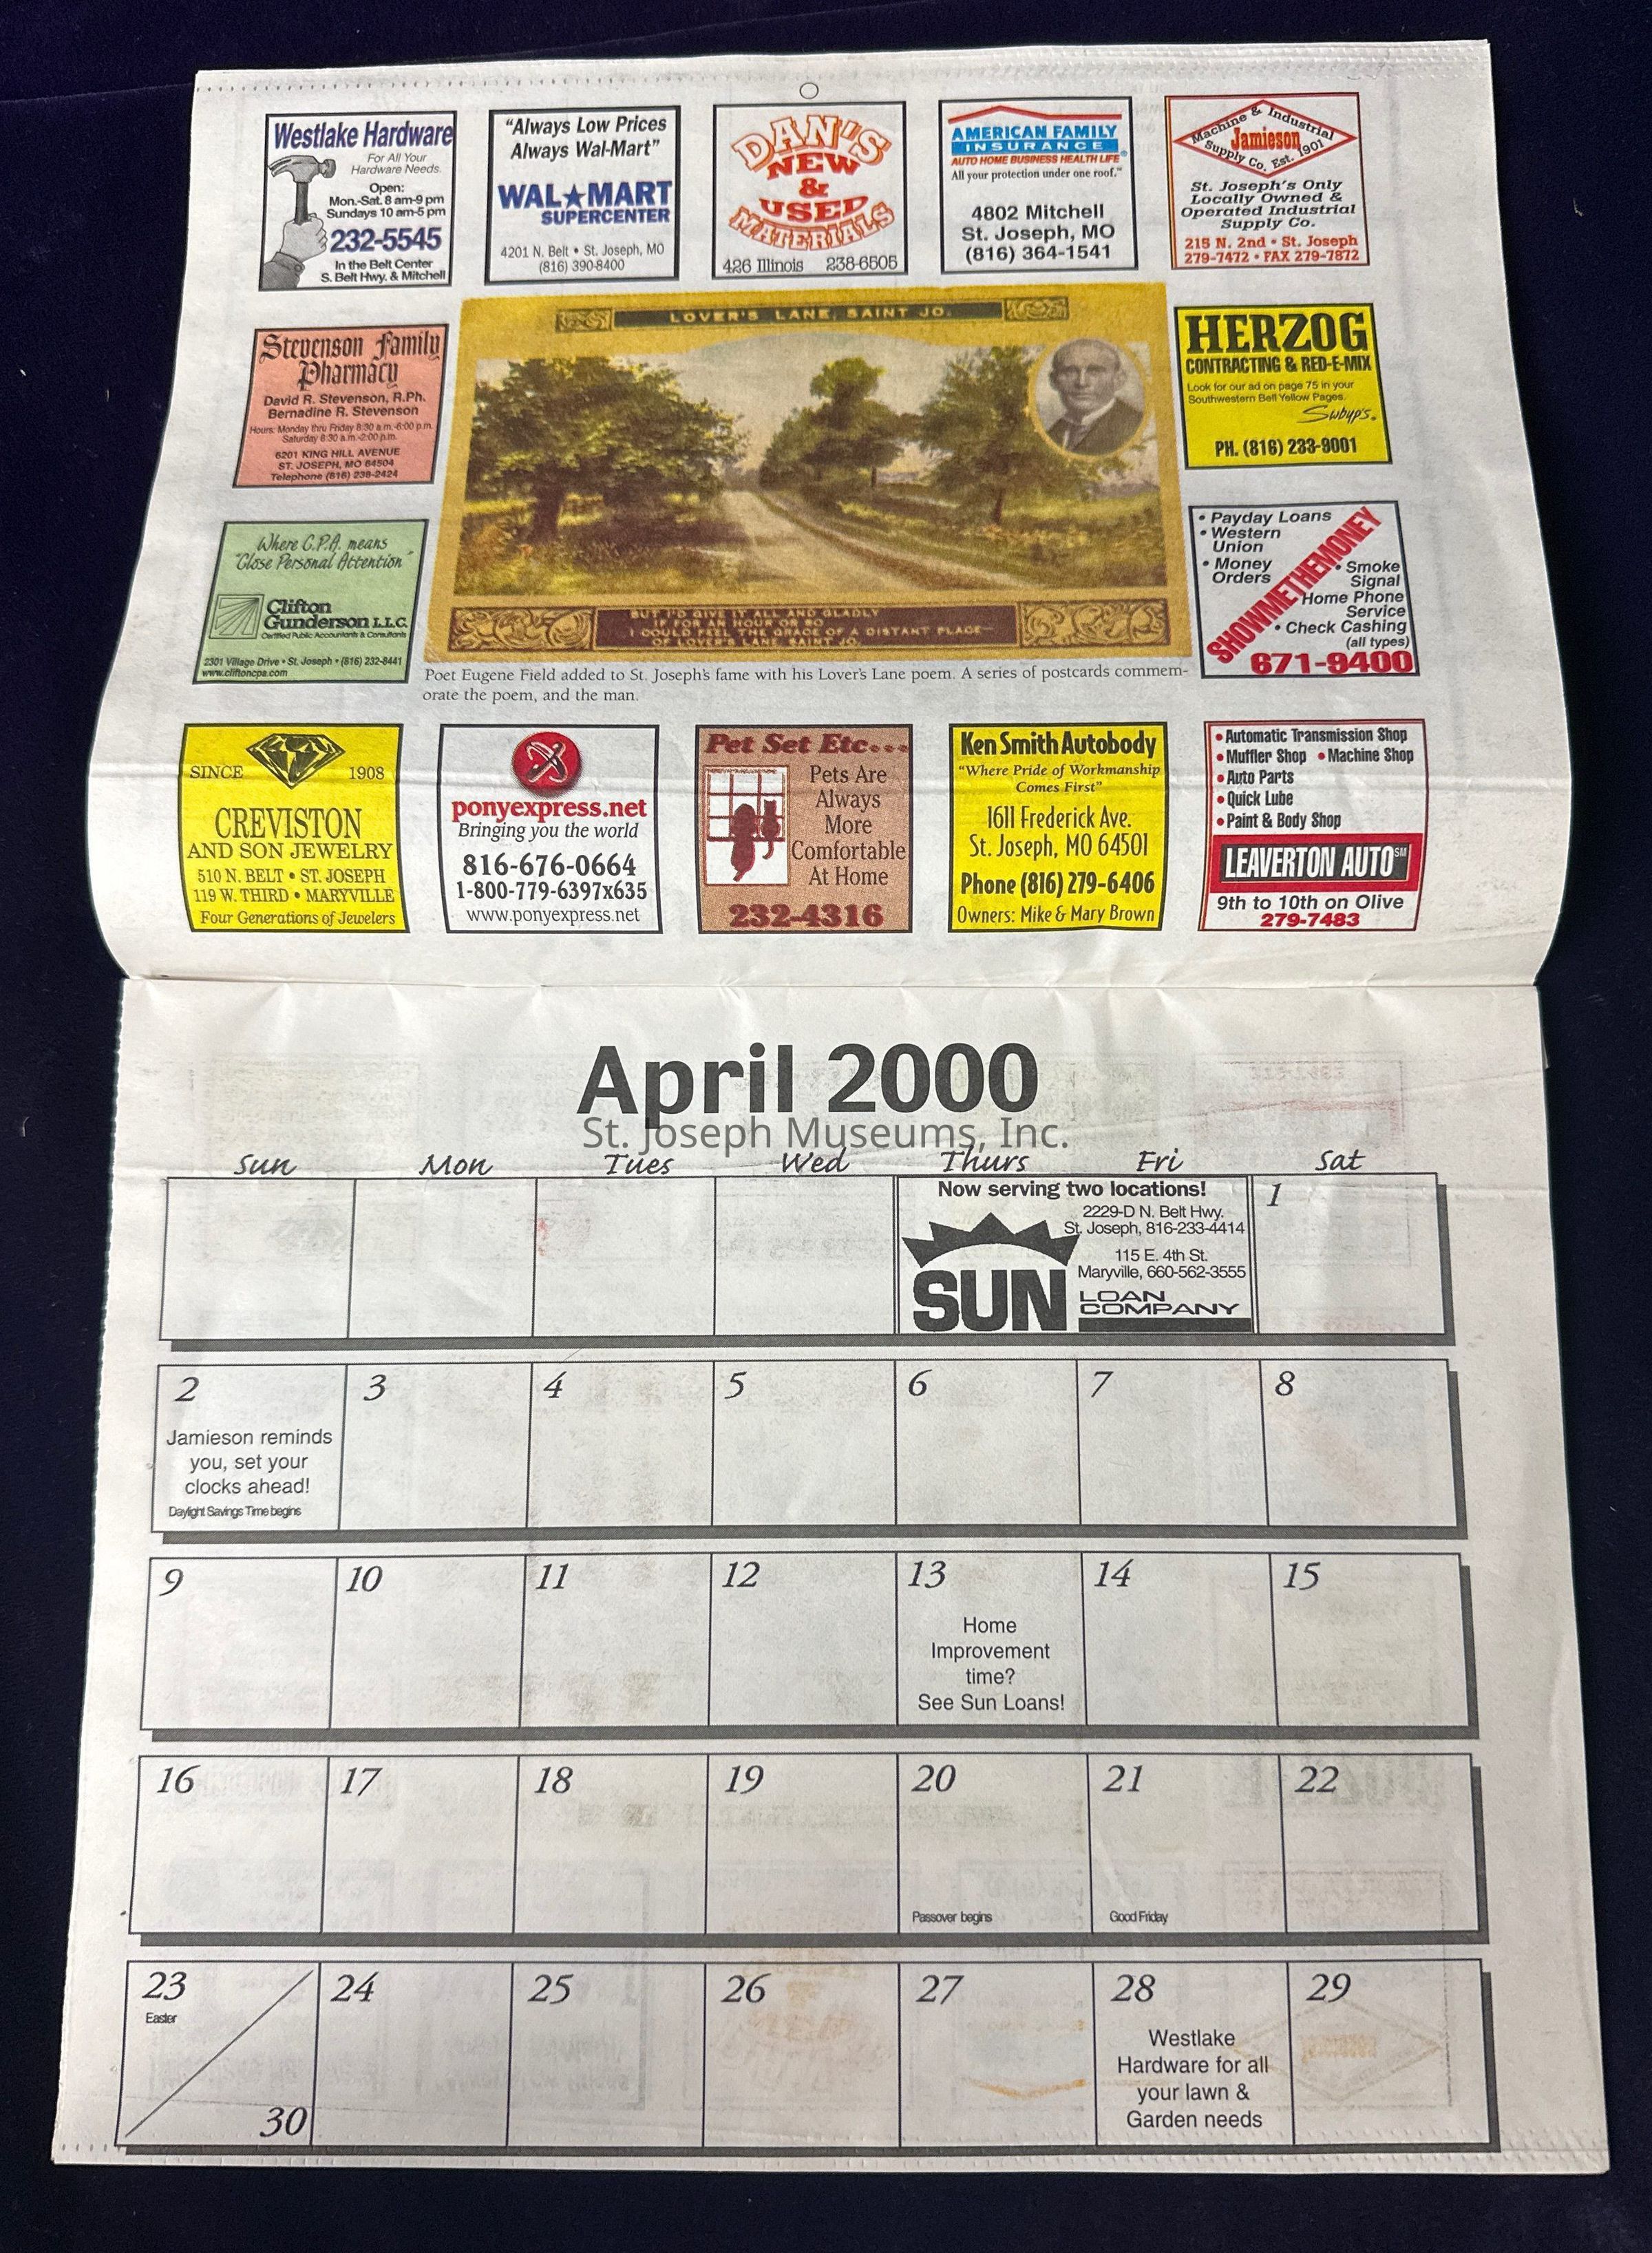 Westlake Hardware
For All Your
Hardware Needs.
Open:
Mon.-Sat. 8 am-9 pm
Sundays 10 am-5 pm
232-5545
In the Belt Center
S. Belt Hwy. & Mitchell
"Always Low Prices
Always Wal-Mart"
WAL★MART
SUPERCENTER
4201 N. Belt • St. Joseph, MO
(816) 390-8400
DAN'S
NEW
&
USED
MATERIALS
426 Illinois 238-6505
AMERICAN FAMILY
INSURANCE
AUTO HOME BUSINESS HEALTH LIFE®
All your protection under one roof.®
4802 Mitchell
St. Joseph, MO
(816) 364-1541
Machine & Industrial
Jamieson
Supply Co. Est. 1901
St. Joseph's Only
Locally Owned &
Operated Industrial
Supply Co.
215 N. 2nd • St. Joseph
279-7472 • FAX 279-7872
Stevenson Family
Pharmacy
David R. Stevenson, R.Ph.
Bernadine R. Stevenson
Hours: Monday thru Friday 8:30 a.m.-6:00 p.m.
Saturday 8:30 a.m.-2:00 p.m.
6201 KING HILL AVENUE
ST. JOSEPH, MO 64504
Telephone (816) 238-2424
LOVER'S LANE, SAINT JO.
BUT I'D GIVE IT ALL AND GLADLY
IF FOR AN HOUR OR SO
I COULD FEEL THE GRACE OF A DISTANT PLACE—
OF LOVER'S LANE, SAINT JO.
HERZOG
CONTRACTING & RED-E-MIX
Look for our ad on page 75 in your
Southwestern Bell Yellow Pages.
Swbyp's.
PH. (816) 233-9001
Where C.P.A. means
"Close Personal Attention"
Clifton
Gunderson L.L.C.
Certified Public Accountants & Consultants
2301 Village Drive • St. Joseph • (816) 232-8441
www.cliftoncpa.com
• Payday Loans
• Western
Union
• Money
Orders
SHOWMETHEMONEY
• Smoke
Signal
Home Phone
Service
• Check Cashing
(all types)
671-9400
Poet Eugene Field added to St. Joseph's fame with his Lover's Lane poem. A series of postcards commem-
orate the poem, and the man.
SINCE 1908
CREVISTON
AND SON JEWELRY
510 N. BELT • ST. JOSEPH
119 W. THIRD • MARYVILLE
Four Generations of Jewelers
ponyexpress.net
Bringing you the world
816-676-0664
1-800-779-6397x635
www.ponyexpress.net
Pet Set Etc...
Pets Are
Always
More
Comfortable
At Home
232-4316
Ken Smith Autobody
"Where Pride of Workmanship
Comes First"
1611 Frederick Ave.
St. Joseph, MO 64501
Phone (816) 279-6406
Owners: Mike & Mary Brown
• Automatic Transmission Shop
• Muffler Shop • Machine Shop
• Auto Parts
• Quick Lube
• Paint & Body Shop
LEAVERTON AUTO℠
9th to 10th on Olive
279-7483
April 2000
St. Joseph Museums, Inc.
Sun Mon Tues Wed Thurs Fri Sat
Now serving two locations!
2229-D N. Belt Hwy.
St. Joseph, 816-233-4414
115 E. 4th St.
Maryville, 660-562-3555
SUN
LOAN
COMPANY
1
2 3 4 5 6 7 8
Jamieson reminds
you, set your
clocks ahead!
Daylight Savings Time begins
9 10 11 12 13 14 15
Home
Improvement
time?
See Sun Loans!
16 17 18 19 20 21 22
Passover begins
Good Friday
23 24 25 26 27 28 29
Easter
30
Westlake
Hardware for all
your lawn &
Garden needs